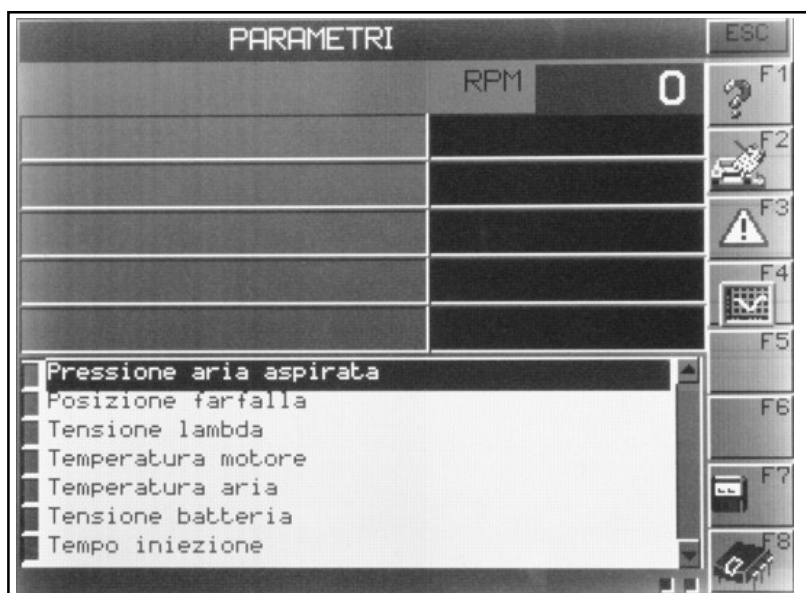 PARAMETRI
ESC
RPM 0
F1
F2
F3
F4
F5
F6
F7
F8
Pressione aria aspirata
Posizione farfalla
Tensione lambda
Temperatura motore
Temperatura aria
Tensione batteria
Tempo iniezione